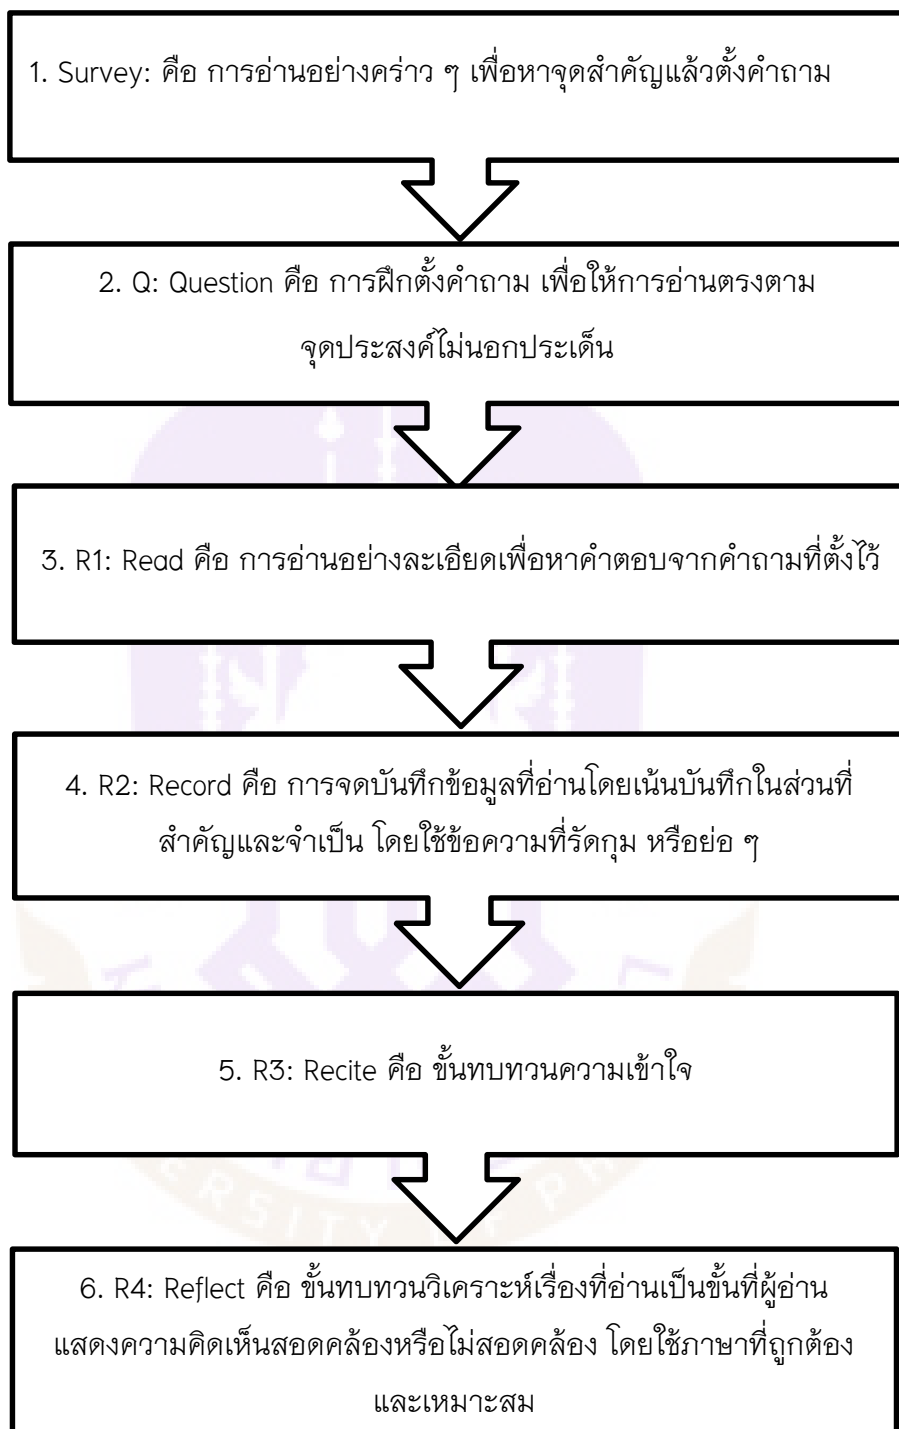 1. Survey: คือ การอ่านอย่างคร่าว ๆ เพื่อหาจุดสำคัญแล้วตั้งคำถาม
2. Q: Question คือ การฝึกตั้งคำถาม เพื่อให้การอ่านตรงตาม
จุดประสงค์ไม่นอกประเด็น
3. R1: Read คือ การอ่านอย่างละเอียดเพื่อหาคำตอบจากคำถามที่ตั้งไว้
4. R2: Record คือ การจดบันทึกข้อมูลที่อ่านโดยเน้นบันทึกในส่วนที่
สำคัญและจำเป็น โดยใช้ข้อความที่รัดกุม หรือย่อ ๆ
5. R3: Recite คือ ขั้นทบทวนความเข้าใจ
6. R4: Reflect คือ ขั้นทบทวนวิเคราะห์เรื่องที่อ่านเป็นขั้นที่ผู้อ่าน
แสดงความคิดเห็นสอดคล้องหรือไม่สอดคล้อง โดยใช้ภาษาที่ถูกต้อง
และเหมาะสม